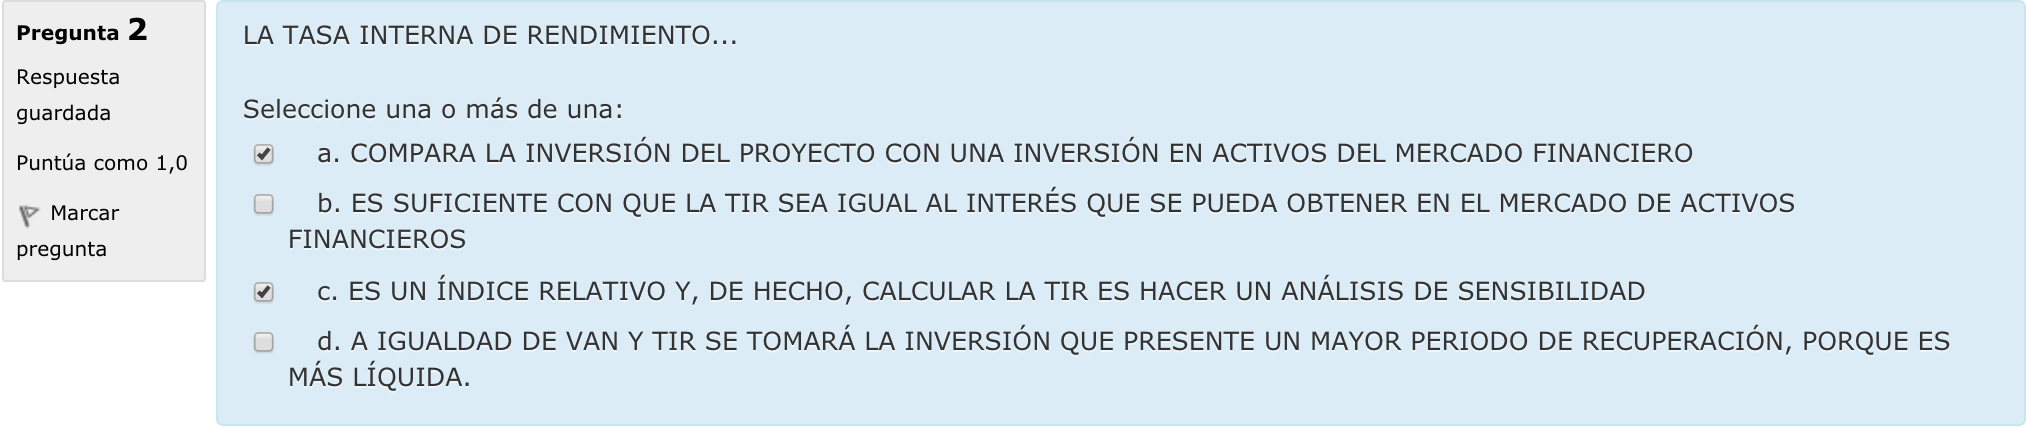 Pregunta 2
Respuesta
guardada
Puntúa como 1,0
Marcar
pregunta
LA TASA INTERNA DE RENDIMIENTO...
Seleccione una o más de una:
a. COMPARA LA INVERSIÓN DEL PROYECTO CON UNA INVERSIÓN EN ACTIVOS DEL MERCADO FINANCIERO
b. ES SUFICIENTE CON QUE LA TIR SEA IGUAL AL INTERÉS QUE SE PUEDA OBTENER EN EL MERCADO DE ACTIVOS
FINANCIEROS
c. ES UN ÍNDICE RELATIVO Y, DE HECHO, CALCULAR LA TIR ES HACER UN ANÁLISIS DE SENSIBILIDAD
d. A IGUALDAD DE VAN Y TIR SE TOMARÁ LA INVERSIÓN QUE PRESENTE UN MAYOR PERIODO DE RECUPERACIÓN, PORQUE ES
MÁS LÍQUIDA.